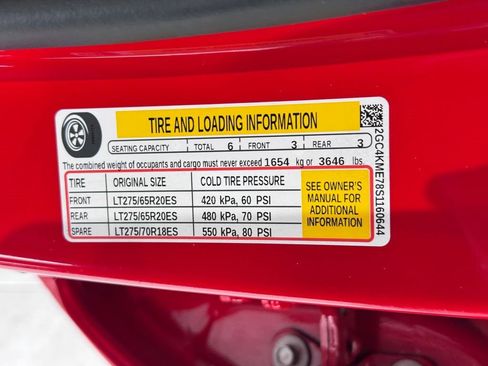 TIRE AND LOADING INFORMATION
SEATING CAPACITY TOTAL 6 FRONT 3 REAR 3
The combined weight of occupants and cargo must never exceed 1654 kg or 3646 lbs.
TIRE ORIGINAL SIZE COLD TIRE PRESSURE
FRONT LT275/65R20ES 420 kPa, 60 PSI
REAR LT275/65R20ES 480 kPa, 70 PSI
SPARE LT275/70R18ES 550 kPa, 80 PSI
SEE OWNER'S
MANUAL FOR
ADDITIONAL
INFORMATION
2GC4KME78S1160644